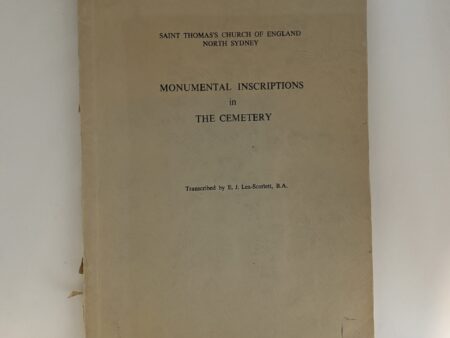 SAINT THOMAS'S CHURCH OF ENGLAND
NORTH SYDNEY
MONUMENTAL INSCRIPTIONS
in
THE CEMETERY
Transcribed by E. J. Lea-Scarlett, B.A.